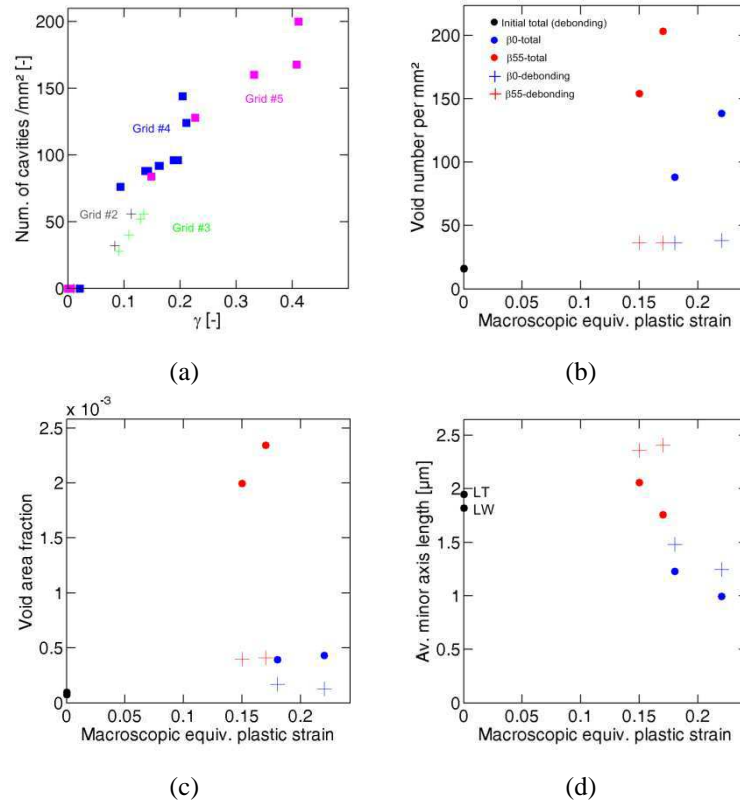 200
150
100
50
0
Num. of cavities /mm² [-]
Grid #5
Grid #4
Grid #2
Grid #3
0 0.1 0.2 0.3 0.4
γ [-]
(a)
200
150
100
50
0
Void number per mm²
Initial total (debonding)
β0-total
β55-total
β0-debonding
β55-debonding
0 0.05 0.1 0.15 0.2
Macroscopic equiv. plastic strain
(b)
x 10⁻³
2.5
2
1.5
1
0.5
0
Void area fraction
0 0.05 0.1 0.15 0.2
Macroscopic equiv. plastic strain
(c)
2.5
2
1.5
1
0.5
0
Av. minor axis length [µm]
LT
LW
0 0.05 0.1 0.15 0.2
Macroscopic equiv. plastic strain
(d)